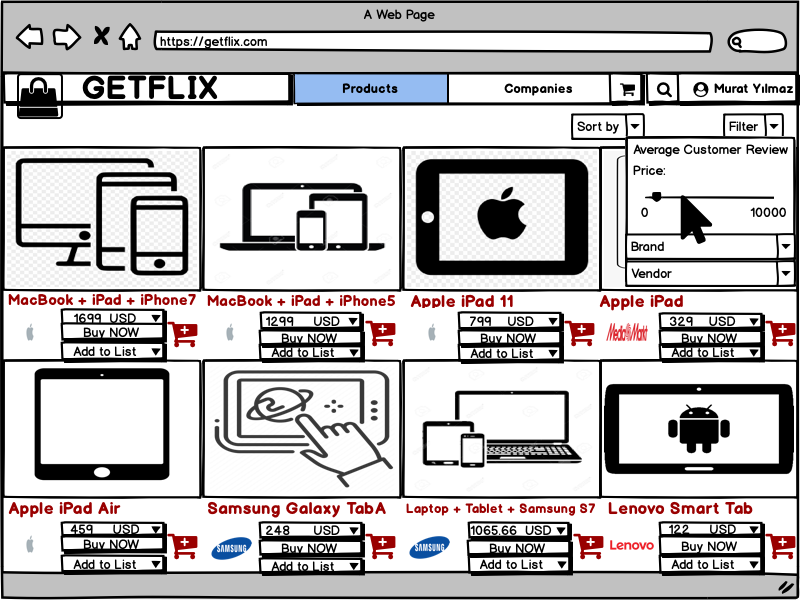 A Web Page
https://getflix.com
GETFLIX
Products
Companies
Murat Yılmaz
Sort by
Filter
Average Customer Review
Price:
0
10000
Brand
Vendor
MacBook + iPad + iPhone7
MacBook + iPad + iPhone5
Apple iPad 11
Apple iPad
1699 USD
Buy NOW
Add to List
1299 USD
Buy NOW
Add to List
799 USD
Buy NOW
Add to List
Media Markt
329 USD
Buy NOW
Add to List
Apple iPad Air
Samsung Galaxy TabA
Laptop + Tablet + Samsung S7
Lenovo Smart Tab
459 USD
Buy NOW
Add to List
SAMSUNG
248 USD
Buy NOW
Add to List
SAMSUNG
1065.66 USD
Buy NOW
Add to List
Lenovo
122 USD
Buy NOW
Add to List